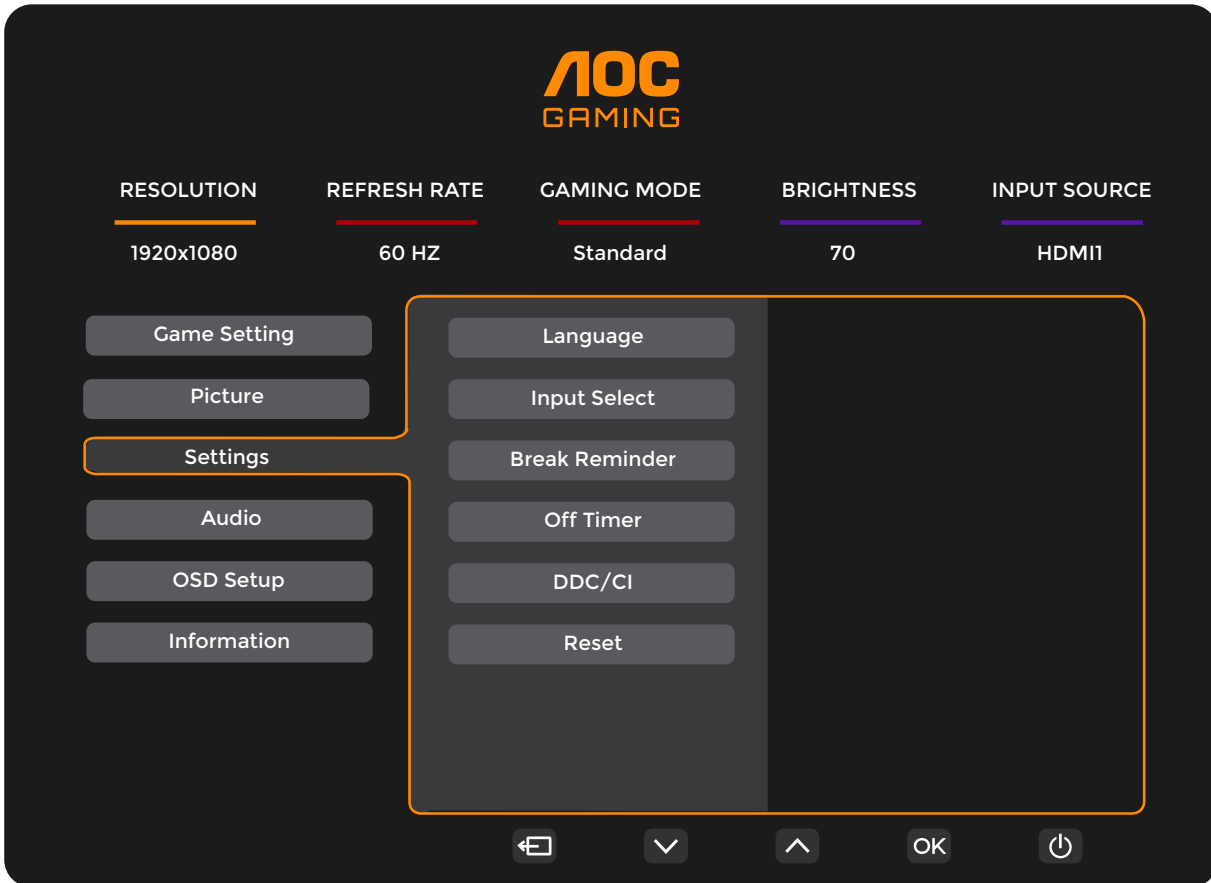 AOC
GAMING
RESOLUTION REFRESH RATE GAMING MODE BRIGHTNESS INPUT SOURCE
1920x1080 60 HZ Standard 70 HDMI1
Game Setting Language
Picture Input Select
Settings Break Reminder
Audio Off Timer
OSD Setup DDC/CI
Information Reset
OK